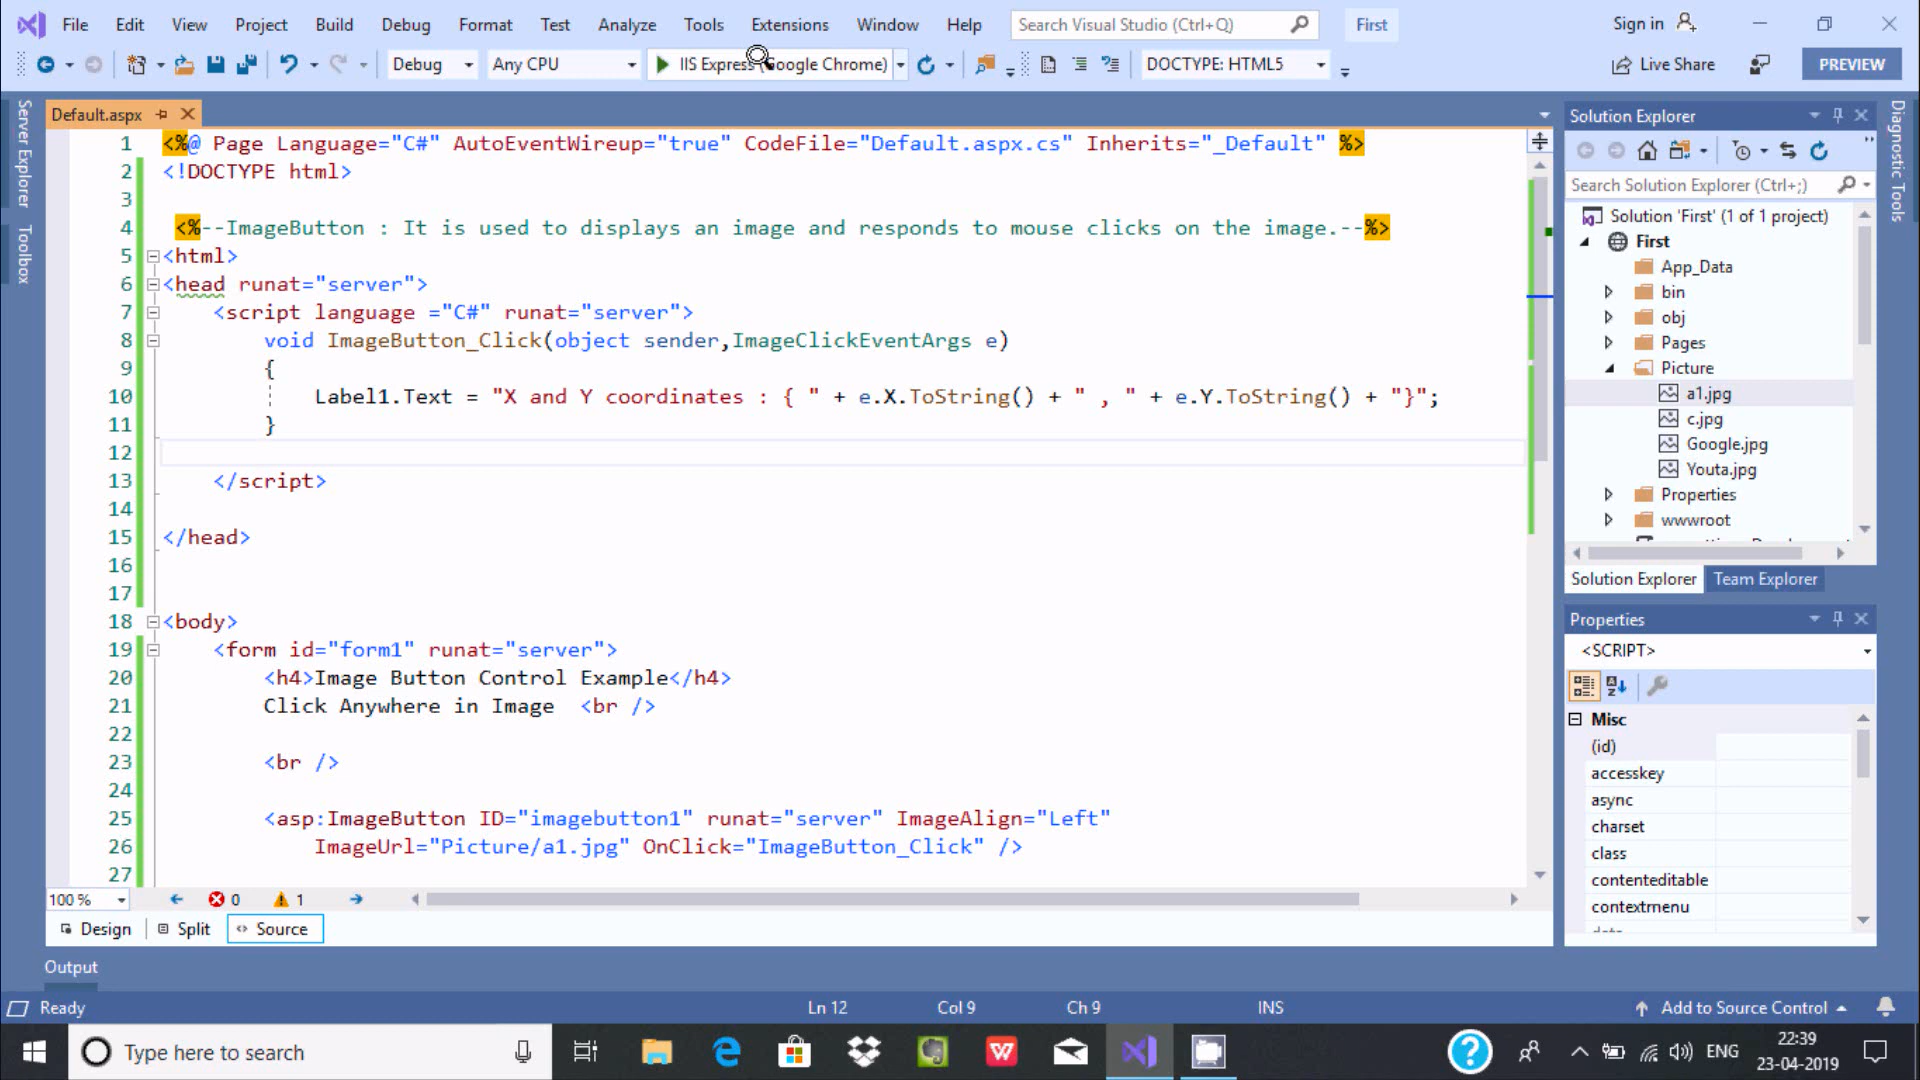 File Edit View Project Build Debug Format Test Analyze Tools Extensions Window Help Search Visual Studio (Ctrl+Q) First Sign in
Debug Any CPU IIS Express (Google Chrome) DOCTYPE: HTML5 Live Share PREVIEW
Server Explorer
Toolbox
Default.aspx
1 <%@ Page Language="C#" AutoEventWireup="true" CodeFile="Default.aspx.cs" Inherits="_Default" %>
2 <!DOCTYPE html>
3
4 <%--ImageButton : It is used to displays an image and responds to mouse clicks on the image.--%>
5 <html>
6 <head runat="server">
7 <script language ="C#" runat="server">
8 void ImageButton_Click(object sender,ImageClickEventArgs e)
9 {
10 Label1.Text = "X and Y coordinates : { " + e.X.ToString() + " , " + e.Y.ToString() + "}";
11 }
12
13 </script>
14
15 </head>
16
17
18 <body>
19 <form id="form1" runat="server">
20 <h4>Image Button Control Example</h4>
21 Click Anywhere in Image <br />
22
23 <br />
24
25 <asp:ImageButton ID="imagebutton1" runat="server" ImageAlign="Left"
26 ImageUrl="Picture/a1.jpg" OnClick="ImageButton_Click" />
27
100 % 0 1
Design Split Source
Output
Solution Explorer
Search Solution Explorer (Ctrl+;)
Solution 'First' (1 of 1 project)
First
App_Data
bin
obj
Pages
Picture
a1.jpg
c.jpg
Google.jpg
Youta.jpg
Properties
wwwroot
Solution Explorer Team Explorer
Properties
<SCRIPT>
Misc
(id)
accesskey
async
charset
class
contenteditable
contextmenu
Diagnostic Tools
Ready Ln 12 Col 9 Ch 9 INS Add to Source Control
Type here to search ENG 22:39
23-04-2019